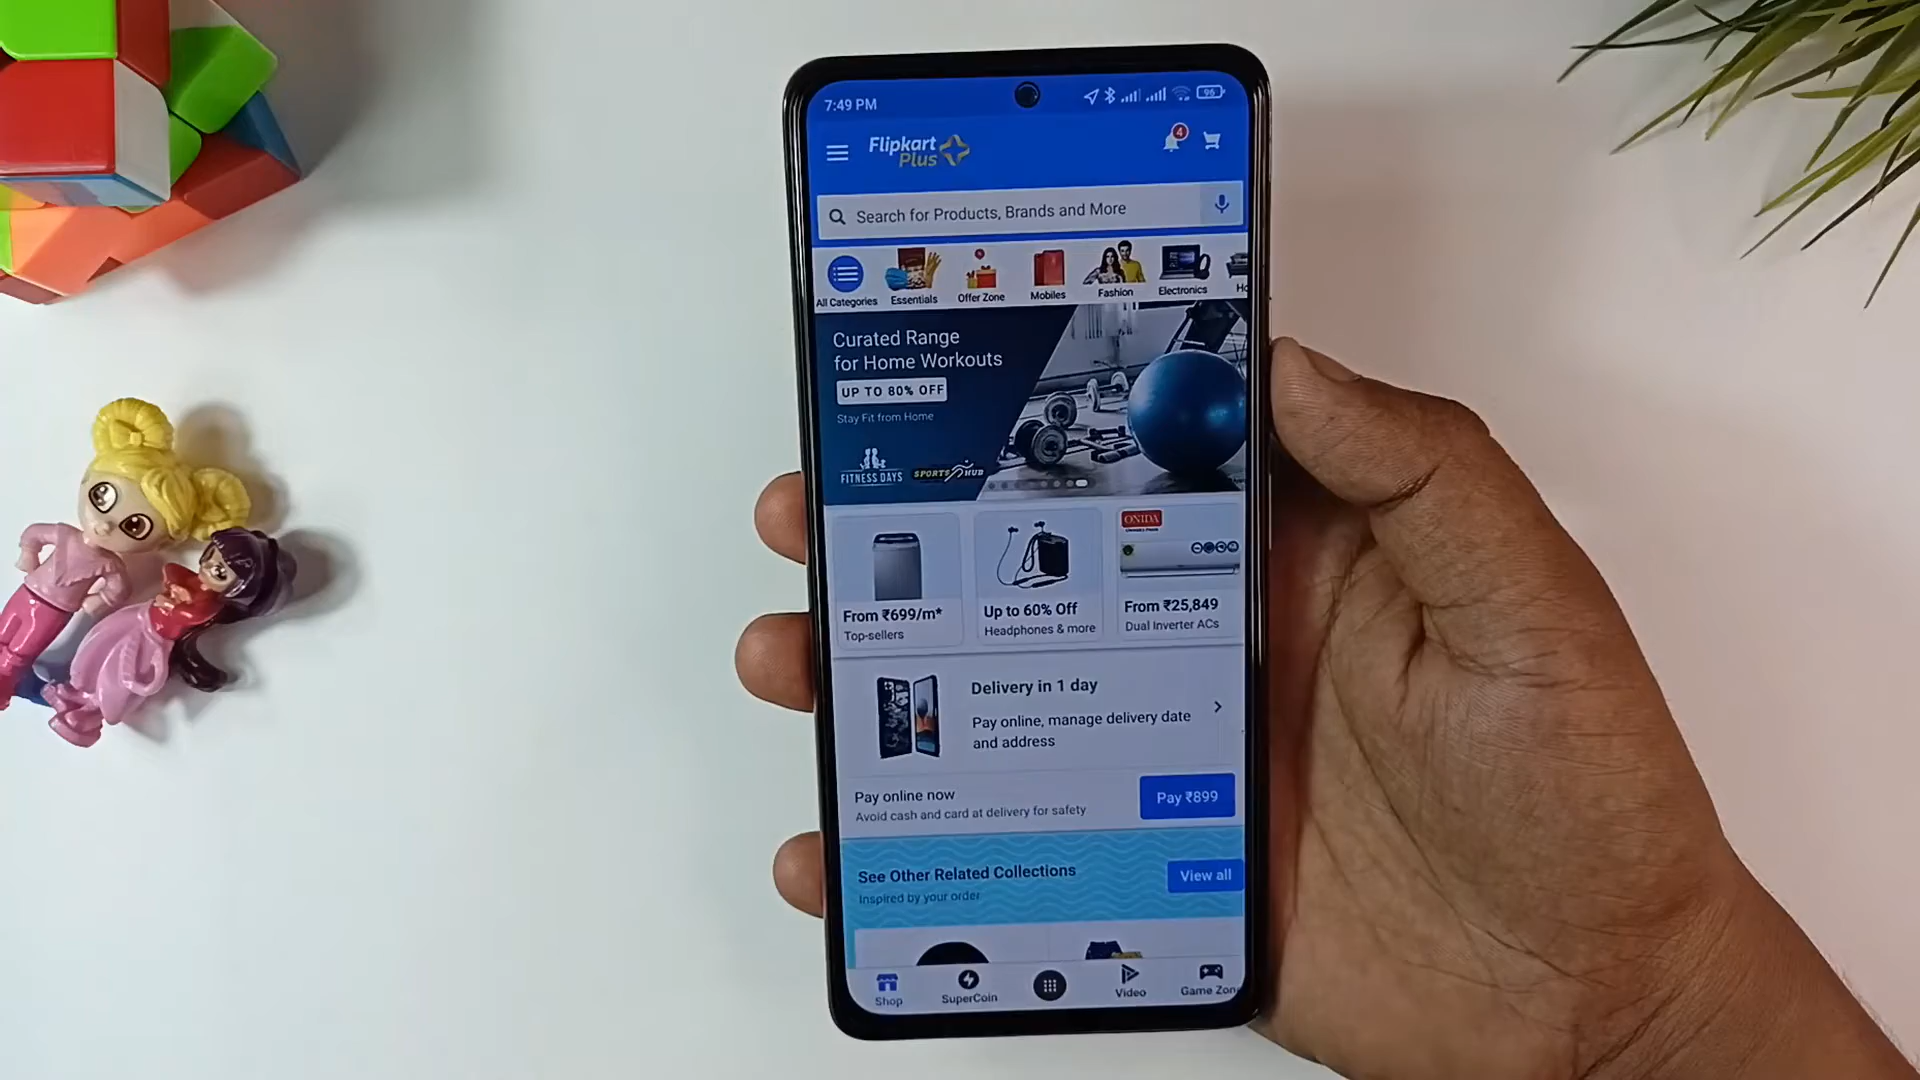 7:49 PM
96
Flipkart
Plus
4
Search for Products, Brands and More
All Categories
Essentials
Offer Zone
Mobiles
Fashion
Electronics
Ho
Curated Range
for Home Workouts
UP TO 80% OFF
Stay Fit from Home
FITNESS DAYS
SPORTS HUB
ONIDA
From ₹699/m*
Top-sellers
Up to 60% Off
Headphones & more
From ₹25,849
Dual Inverter ACs
Delivery in 1 day
Pay online, manage delivery date
and address
Pay online now
Avoid cash and card at delivery for safety
Pay ₹899
See Other Related Collections
Inspired by your order
View all
Shop
SuperCoin
Video
Game Zon